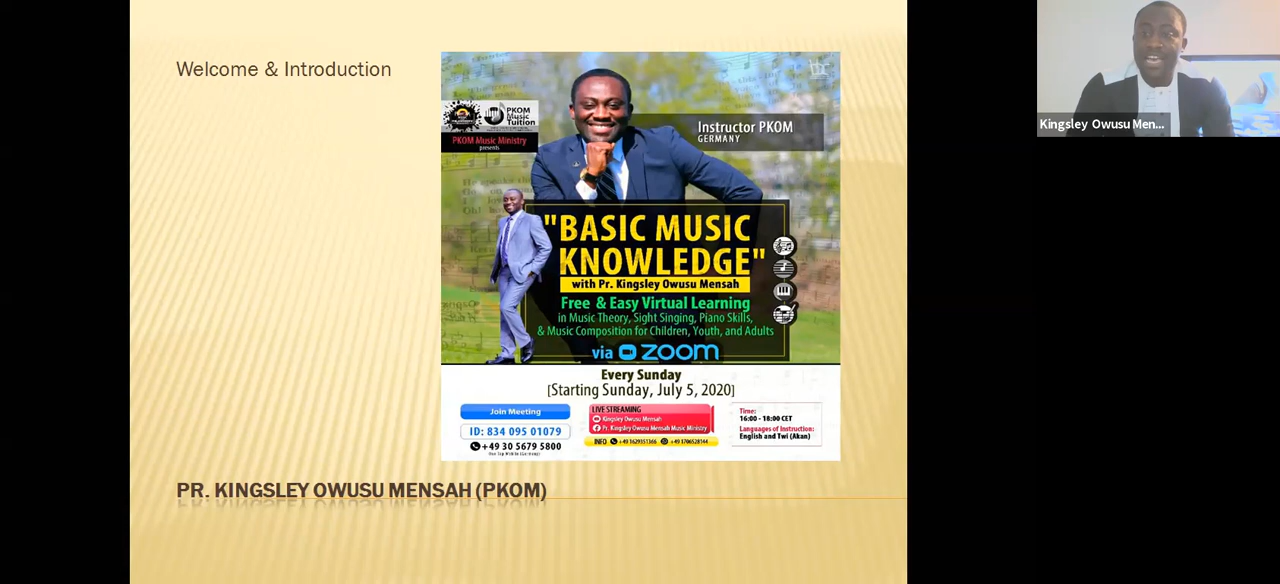 Welcome & Introduction
Kingsley Owusu Men...
PKOM
Music
Tuition
PKOM Music Ministry
presents
Instructor PKOM
GERMANY
"BASIC MUSIC
KNOWLEDGE"
with Pr. Kingsley Owusu Mensah
Free & Easy Virtual Learning
in Music Theory, Sight Singing, Piano Skills,
& Music Composition for Children, Youth, and Adults
via zoom
Every Sunday
[Starting Sunday, July 5, 2020]
Join Meeting
ID: 834 095 01079
+49 30 5679 5800
LIVE STREAMING
Kingsley Owusu Mensah
Pr. Kingsley Owusu Mensah Music Ministry
INFO
Time:
16:00 - 18:00 CET
Languages of Instruction:
English and Twi (Akan)
PR. KINGSLEY OWUSU MENSAH (PKOM)